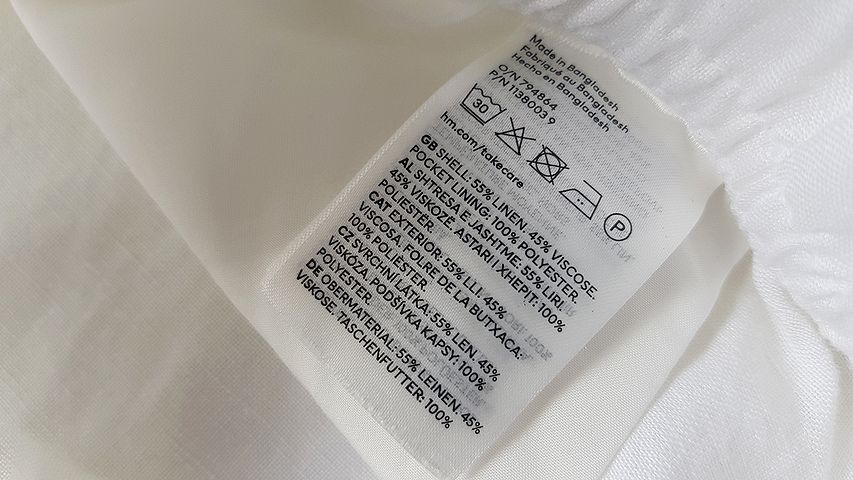 Made in Bangladesh
Fabriqué au Bangladesh
Hecho en Bangladesh
O/N 794864
P/N 1138003 9
30
P
hm.com/takecare
GB SHELL: 55% LINEN. 45% VISCOSE.
POCKET LINING: 100% POLYESTER.
AL SHTRESA E JASHTME: 55% LIRI.
45% VISKOZË. ASTARI I XHEPIT: 100%
POLIESTËR.
CAT EXTERIOR: 55% LLI. 45%
VISCOSA. FOLRE DE LA BUTXACA:
100% POLIÈSTER.
CZ SVRCHNÍ LÁTKA: 55% LEN. 45%
VISKÓZA. PODŠÍVKA KAPSY: 100%
POLYESTER.
DE OBERMATERIAL: 55% LEINEN. 45%
VISKOSE. TASCHENFUTTER: 100%